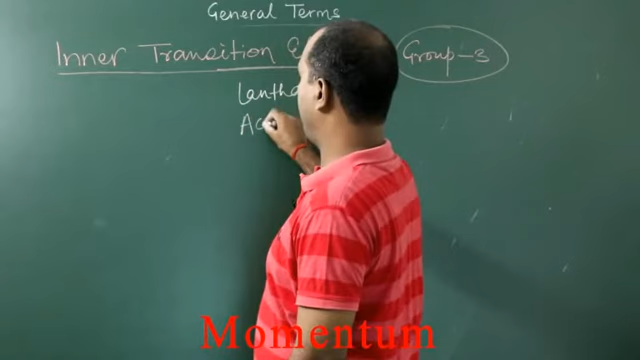 General Terms
Inner Transition E
Group-3
Lantha
Ac
Momentum